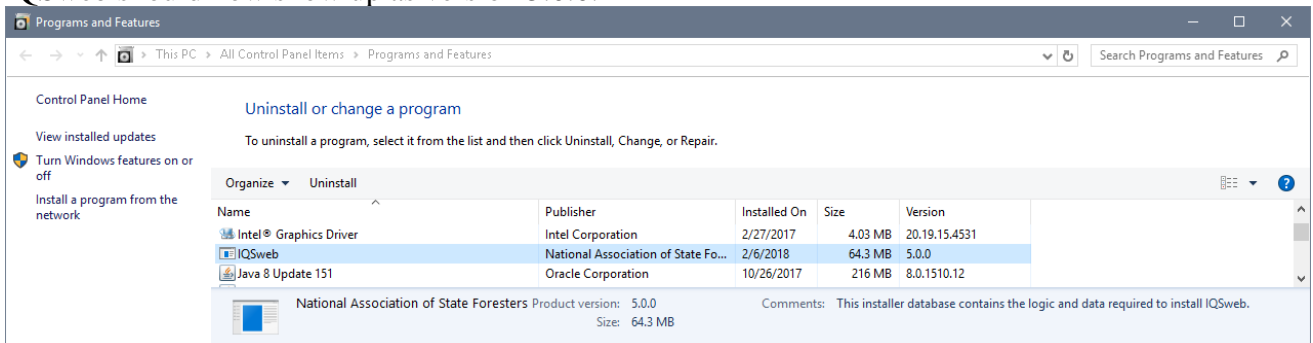 Programs and Features
This PC > All Control Panel Items > Programs and Features
Search Programs and Features
Control Panel Home
View installed updates
Turn Windows features on or
off
Install a program from the
network
Uninstall or change a program
To uninstall a program, select it from the list and then click Uninstall, Change, or Repair.
Organize Uninstall
Name Publisher Installed On Size Version
Intel® Graphics Driver Intel Corporation 2/27/2017 4.03 MB 20.19.15.4531
IQSweb National Association of State Fo... 2/6/2018 64.3 MB 5.0.0
Java 8 Update 151 Oracle Corporation 10/26/2017 216 MB 8.0.1510.12
National Association of State Foresters Product version: 5.0.0 Comments: This installer database contains the logic and data required to install IQSweb.
Size: 64.3 MB